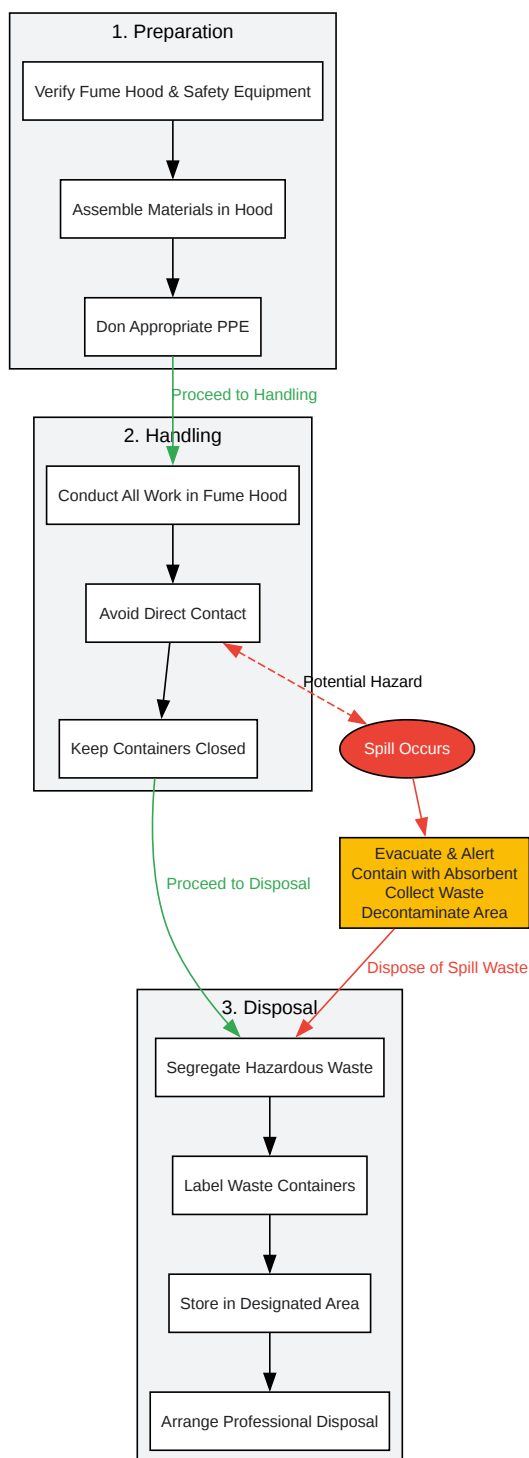 1. Preparation
Verify Fume Hood & Safety Equipment
Assemble Materials in Hood
Don Appropriate PPE
Proceed to Handling
2. Handling
Conduct All Work in Fume Hood
Avoid Direct Contact
Potential Hazard
Keep Containers Closed
Spill Occurs
Evacuate & Alert
Contain with Absorbent
Collect Waste
Decontaminate Area
Proceed to Disposal
Dispose of Spill Waste
3. Disposal
Segregate Hazardous Waste
Label Waste Containers
Store in Designated Area
Arrange Professional Disposal